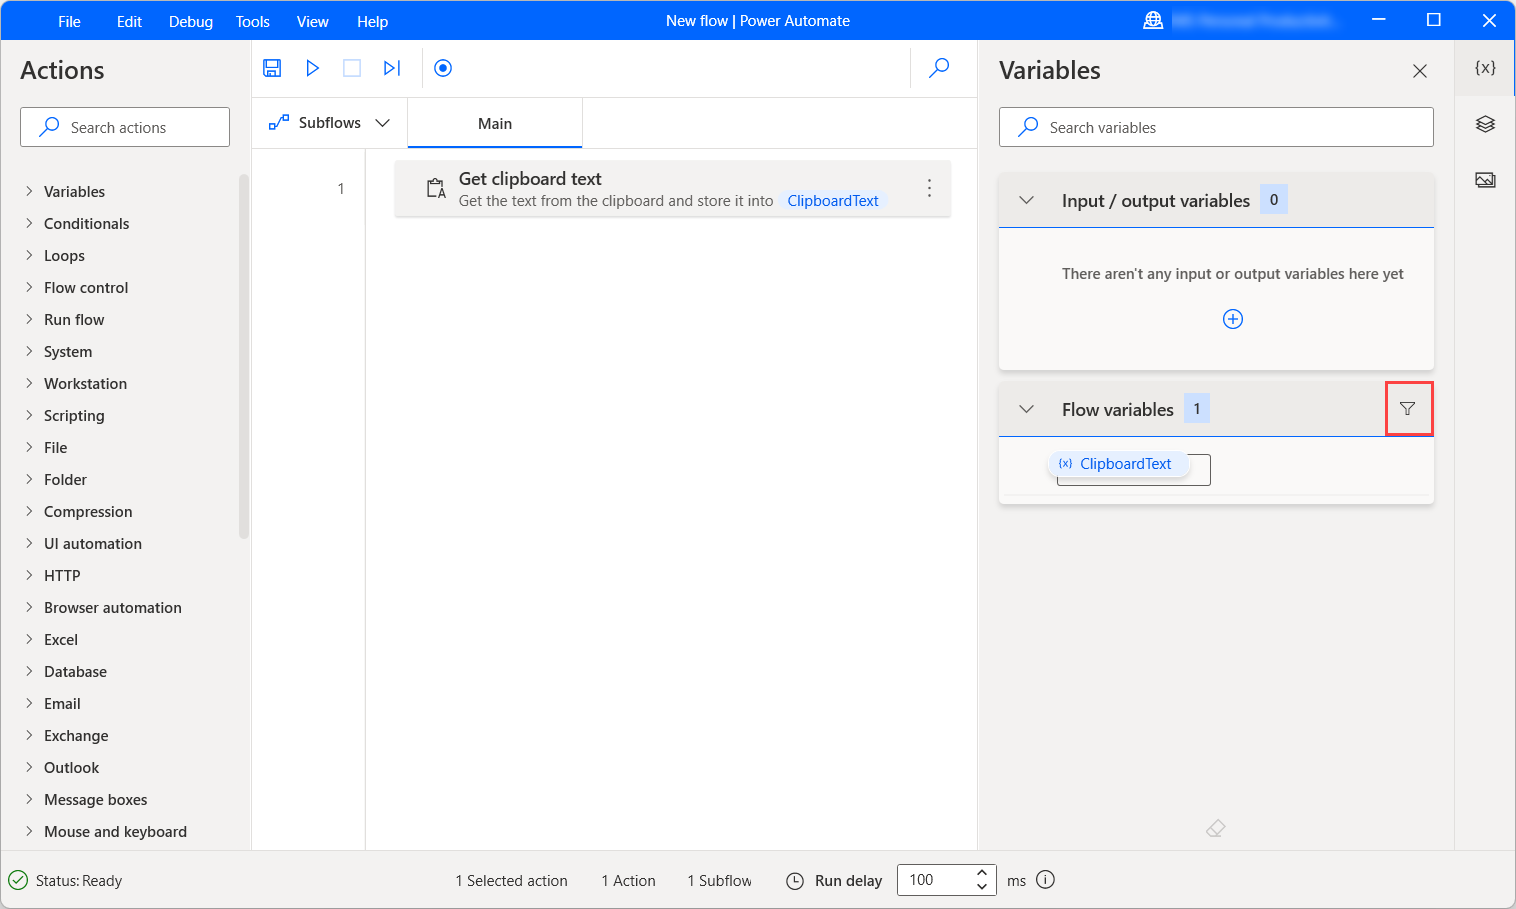 File Edit Debug Tools View Help New flow | Power Automate
Actions
Search actions
Variables
Conditionals
Loops
Flow control
Run flow
System
Workstation
Scripting
File
Folder
Compression
UI automation
HTTP
Browser automation
Excel
Database
Email
Exchange
Outlook
Message boxes
Mouse and keyboard
Subflows Main
1
Get clipboard text
Get the text from the clipboard and store it into ClipboardText
Variables
{x}
Search variables
Input / output variables 0
There aren't any input or output variables here yet
Flow variables 1
{x} ClipboardText
Status: Ready 1 Selected action 1 Action 1 Subflow Run delay 100 ms